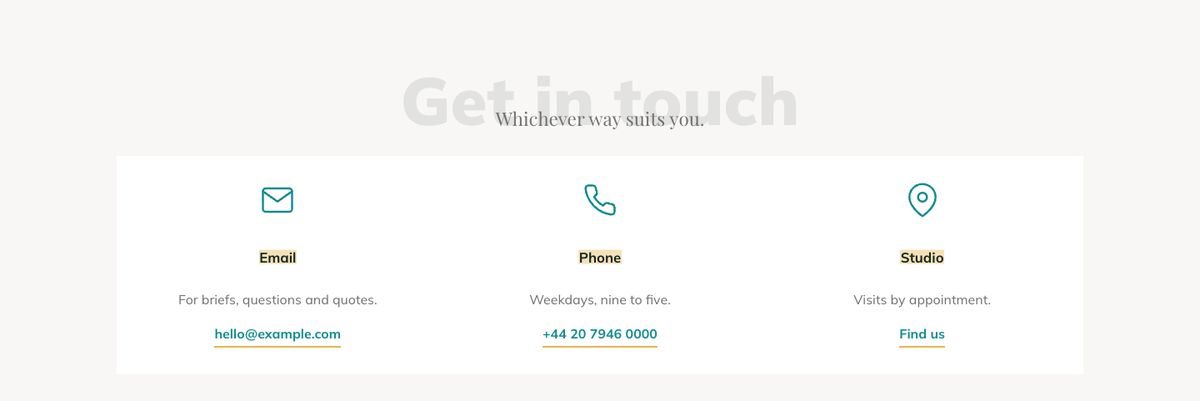 Get in touch
Whichever way suits you.
Email
For briefs, questions and quotes.
hello@example.com
Phone
Weekdays, nine to five.
+44 20 7946 0000
Studio
Visits by appointment.
Find us